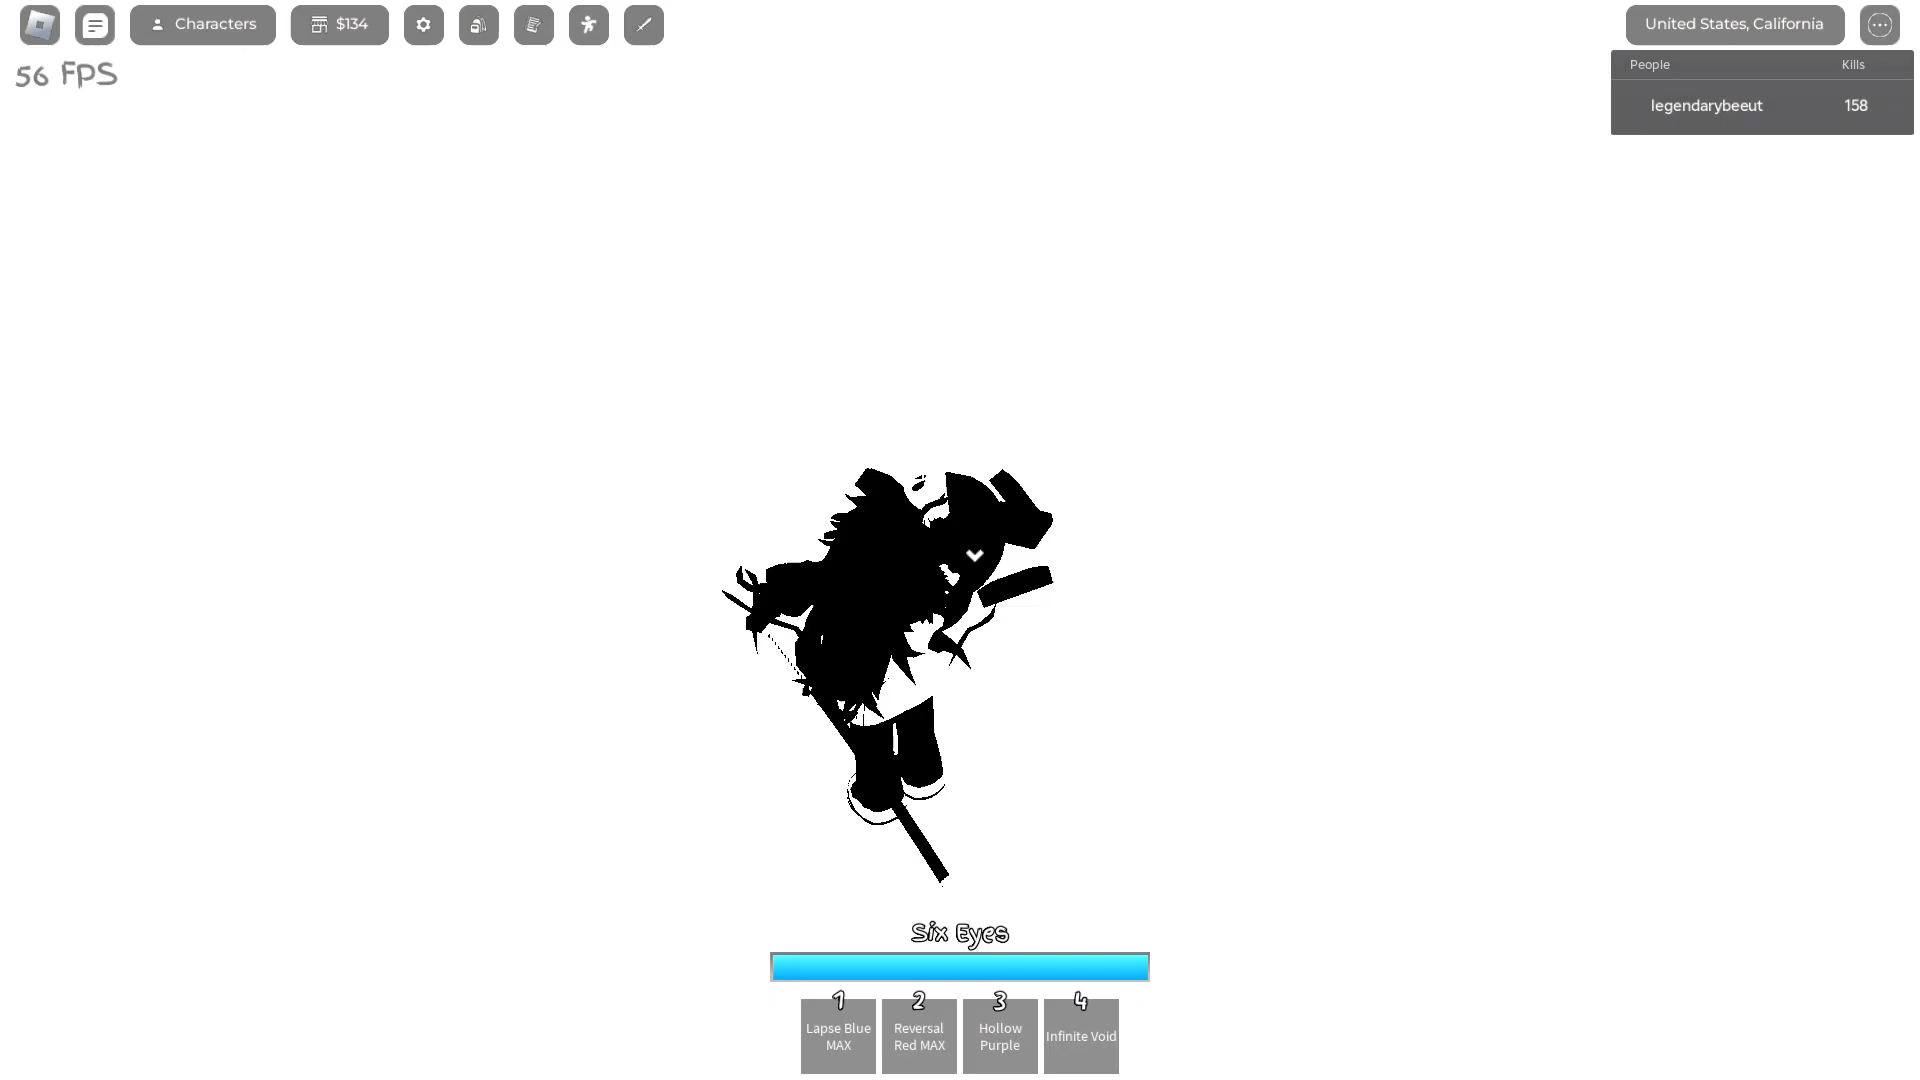 Characters
$134
United States, California
56 FPS
People Kills
legendarybeeut 158
Six Eyes
1 2 3 4
Lapse Blue MAX
Reversal Red MAX
Hollow Purple
Infinite Void